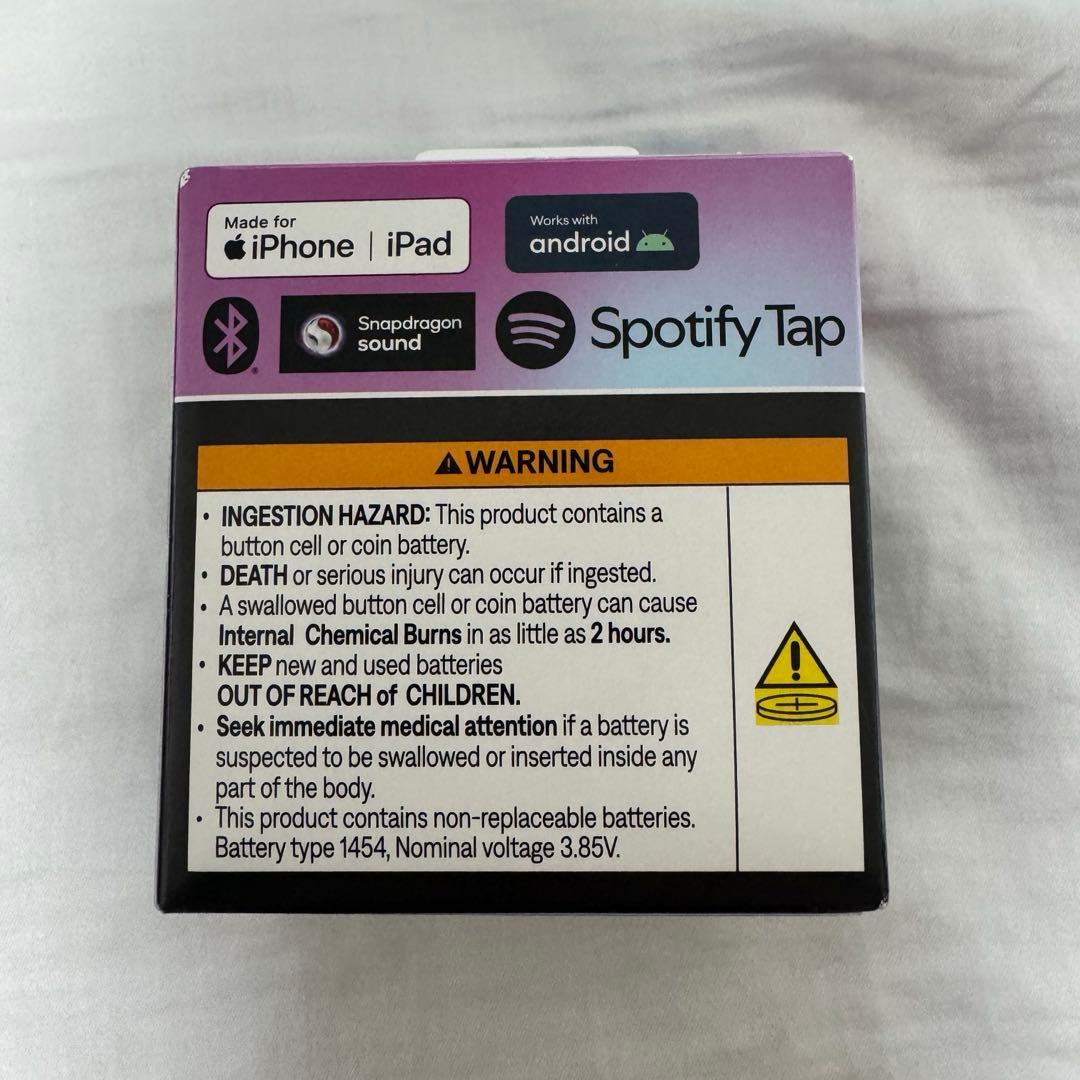 Made for
iPhone | iPad
Works with
android
Snapdragon
sound
Spotify Tap
WARNING
• INGESTION HAZARD: This product contains a
button cell or coin battery.
• DEATH or serious injury can occur if ingested.
• A swallowed button cell or coin battery can cause
Internal Chemical Burns in as little as 2 hours.
• KEEP new and used batteries
OUT OF REACH of CHILDREN.
• Seek immediate medical attention if a battery is
suspected to be swallowed or inserted inside any
part of the body.
• This product contains non-replaceable batteries.
Battery type 1454, Nominal voltage 3.85V.